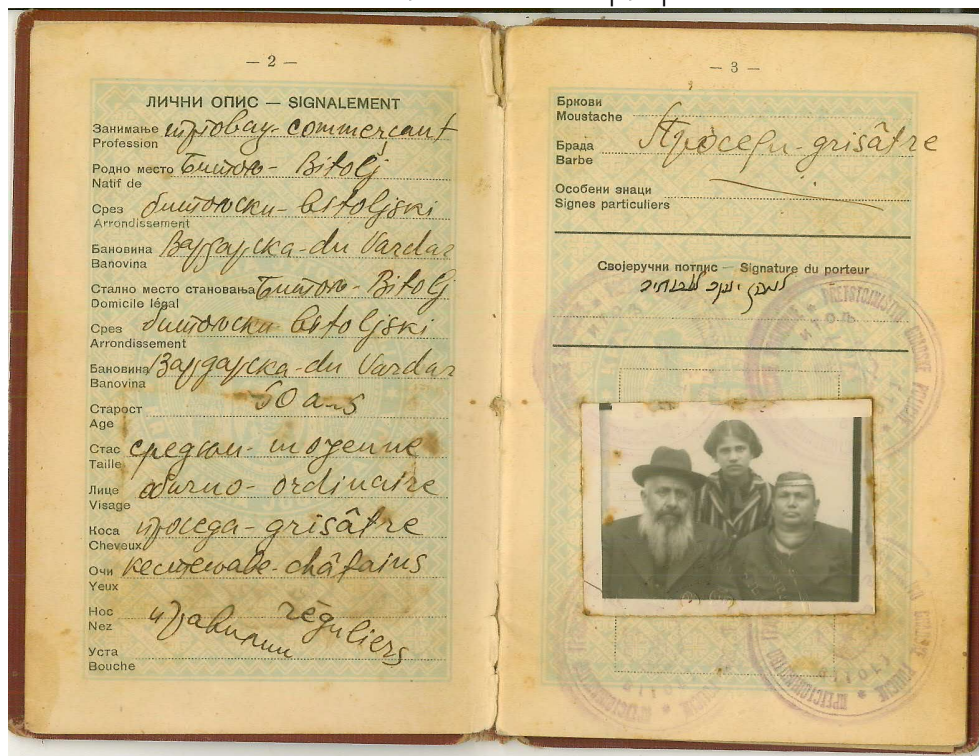 — 2 —
ЛИЧНИ ОПИС — SIGNALEMENT
Занимање трговац - commerçant
Profession
Родно место Битољ - Bitolj
Natif de
Срез битољски - bitoljski
Arrondissement
Бановина Вардарска - du Vardar
Banovina
Стално место становања Битољ - Bitolj
Domicile légal
Срез битољски bitoljski
Arrondissement
Бановина Вардарска - du Vardar
Banovina
Старост 50 ans
Age
Стас средњи - moyenne
Taille
Лице обично - ordinaire
Visage
Коса проседа - grisâtre
Cheveux
Очи кестењаве - châtains
Yeux
Нос правилни réguliers
Nez
Уста
Bouche
— 3 —
Бркови
Moustache
Брада Проседи - grisâtre
Barbe
Особени знаци
Signes particuliers
Својеручни потпис — Signature du porteur